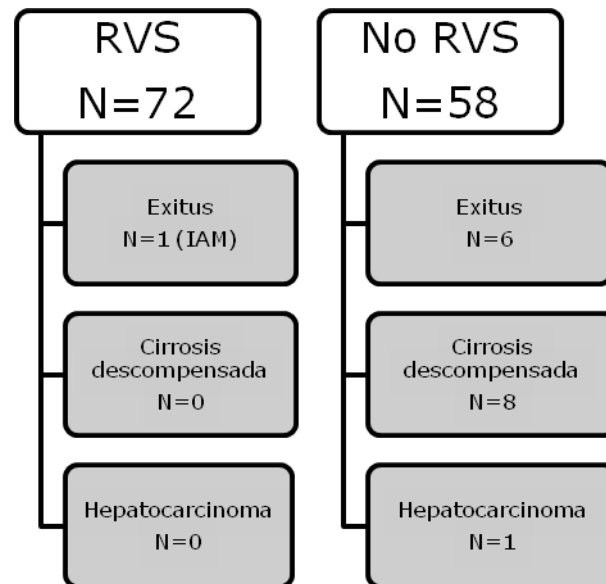 RVS
N=72
Exitus
N=1(IAM)
Cirrosis
descompensada
N=0
Hepatocarcinoma
N=0
No RVS
N=58
Exitus
N=6
Cirrosis
descompensada
N=8
Hepatocarcinoma
N=1